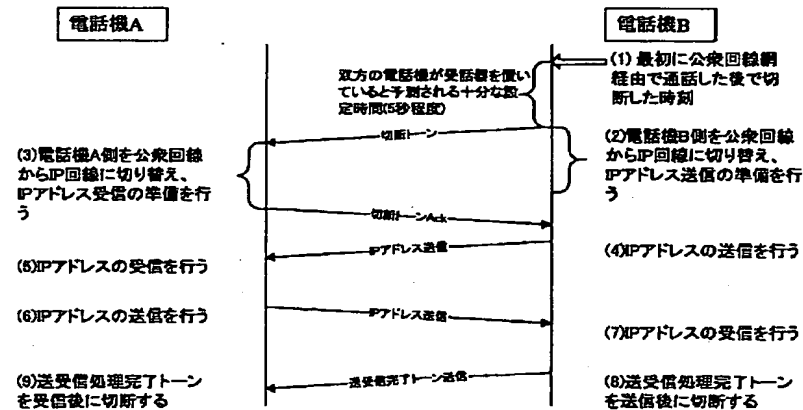 電話機A
電話機B
(1) 最初に公衆回線網
経由で通話した後で切
断した時刻
双方の電話機が受話器を置い
ていると予測される十分な設
定時間(5秒程度)
切断トーン
(2)電話機B側を公衆回線
からIP回線に切り替え、
IPアドレス送信の準備を行
う
(3)電話機A側を公衆回線
からIP回線に切り替え、
IPアドレス受信の準備を行
う
切断トーンAck
IPアドレス送信
(4)IPアドレスの送信を行う
(5)IPアドレスの受信を行う
(6)IPアドレスの送信を行う
IPアドレス送信
(7)IPアドレスの受信を行う
(9)送受信処理完了トーン
を受信後に切断する
送受信完了トーン送信
(8)送受信処理完了トーン
を送信後に切断する